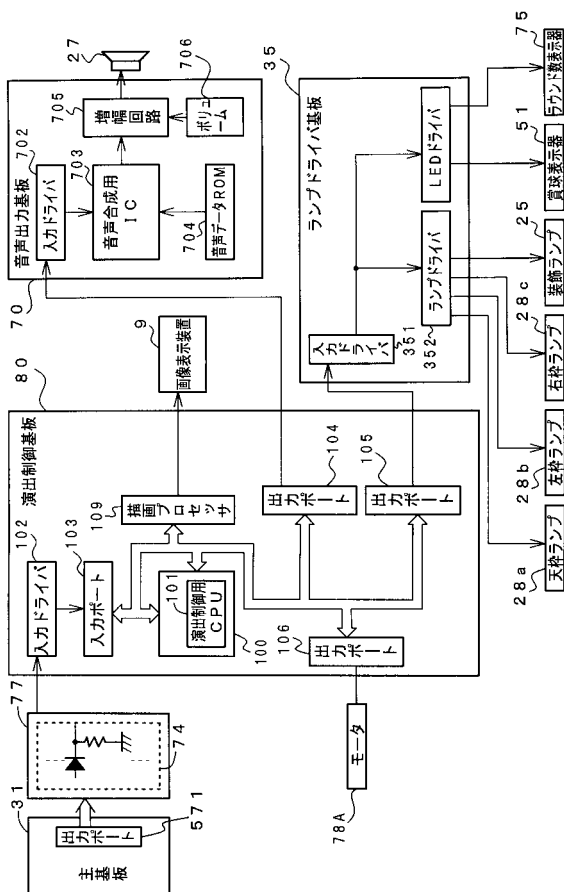 31
主基板
出力ポート
571
77
74
80
演出制御基板
102
入力ドライバ
103
入力ポート
109
描画プロセッサ
101
演出制御用
CPU
100
106
出力ポート
104
出力ポート
105
出力ポート
モータ
78A
9
画像表示装置
70
音声出力基板
702
入力ドライバ
703
音声合成用
IC
704
音声データROM
705
増幅回路
706
ボリューム
27
35
ランプドライバ基板
入力ドライバ
351
352
ランプドライバ
LEDドライバ
28a
天枠ランプ
28b
左枠ランプ
28c
右枠ランプ
25
装飾ランプ
51
賞球表示器
75
ラウンド数表示器